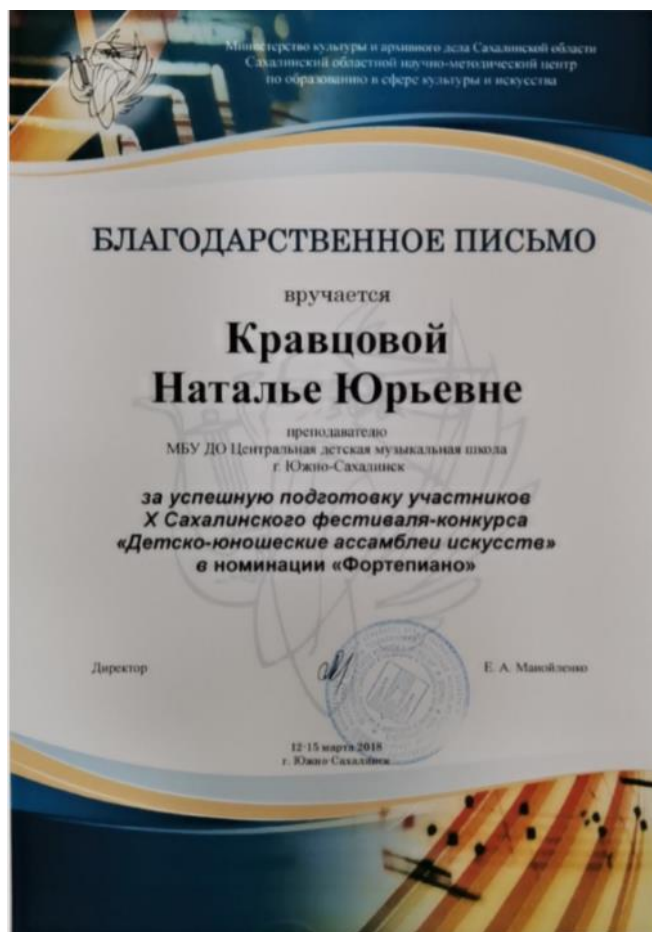 Министерство культуры и архивного дела Сахалинской области
Сахалинский областной научно-методический центр
по образованию в сфере культуры и искусства
БЛАГОДАРСТВЕННОЕ ПИСЬМО
вручается
Кравцовой
Наталье Юрьевне
преподавателю
МБУ ДО Центральная детская музыкальная школа
г. Южно-Сахалинск
за успешную подготовку участников
X Сахалинского фестиваля-конкурса
«Детско-юношеские ассамблеи искусств»
в номинации «Фортепиано»
Директор
Е. А. Манойленко
12-15 марта 2018
г. Южно-Сахалинск